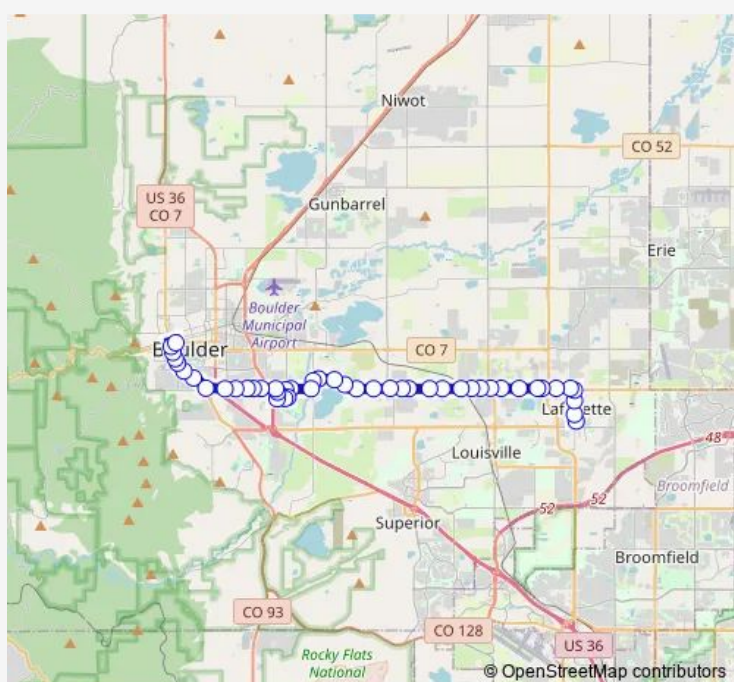 Niwot
CO 52
US 36
CO 7
Gunbarrel
Erie
Boulder
Municipal
Airport
Boulder
CO 7
Lafayette
Louisville
48
Broomfield
52
52
Superior
Broomfield
CO 93
CO 128
US 36
Rocky Flats
National
© OpenStreetMap contributors